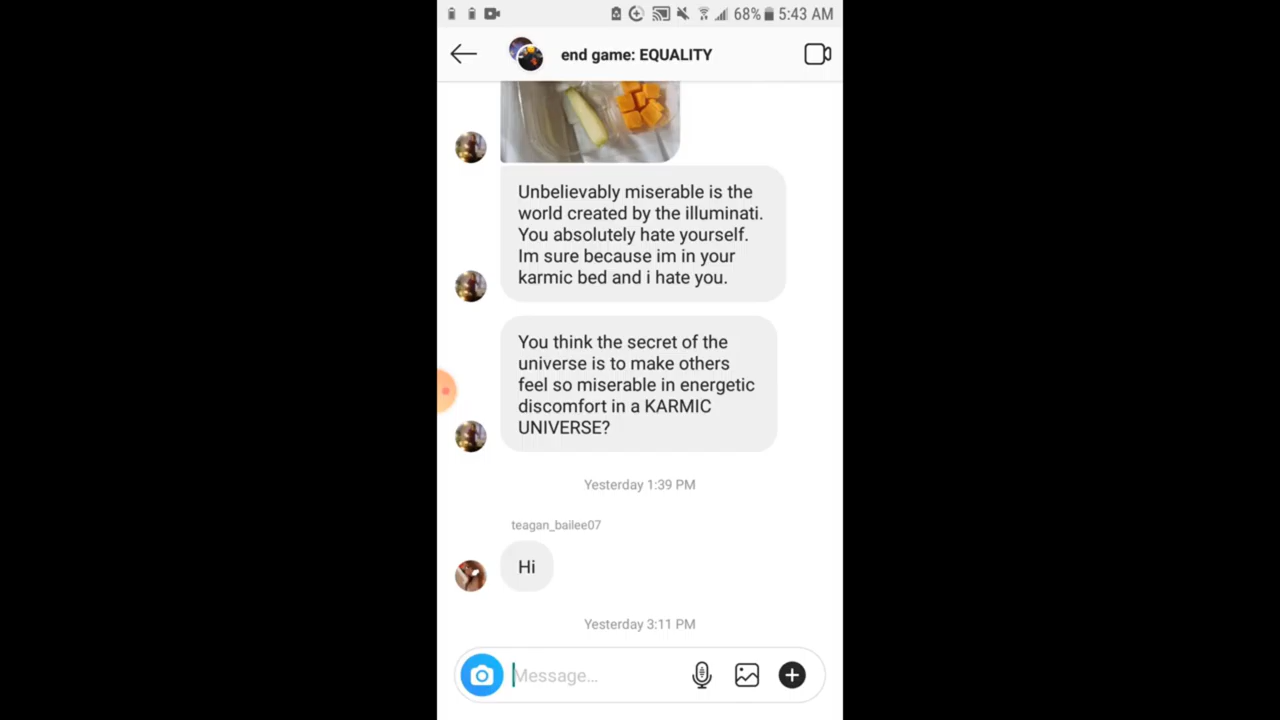 68% 5:43 AM
end game: EQUALITY
Unbelievably miserable is the
world created by the illuminati.
You absolutely hate yourself.
Im sure because im in your
karmic bed and i hate you.
You think the secret of the
universe is to make others
feel so miserable in energetic
discomfort in a KARMIC
UNIVERSE?
Yesterday 1:39 PM
teagan_bailee07
Hi
Yesterday 3:11 PM
Message...